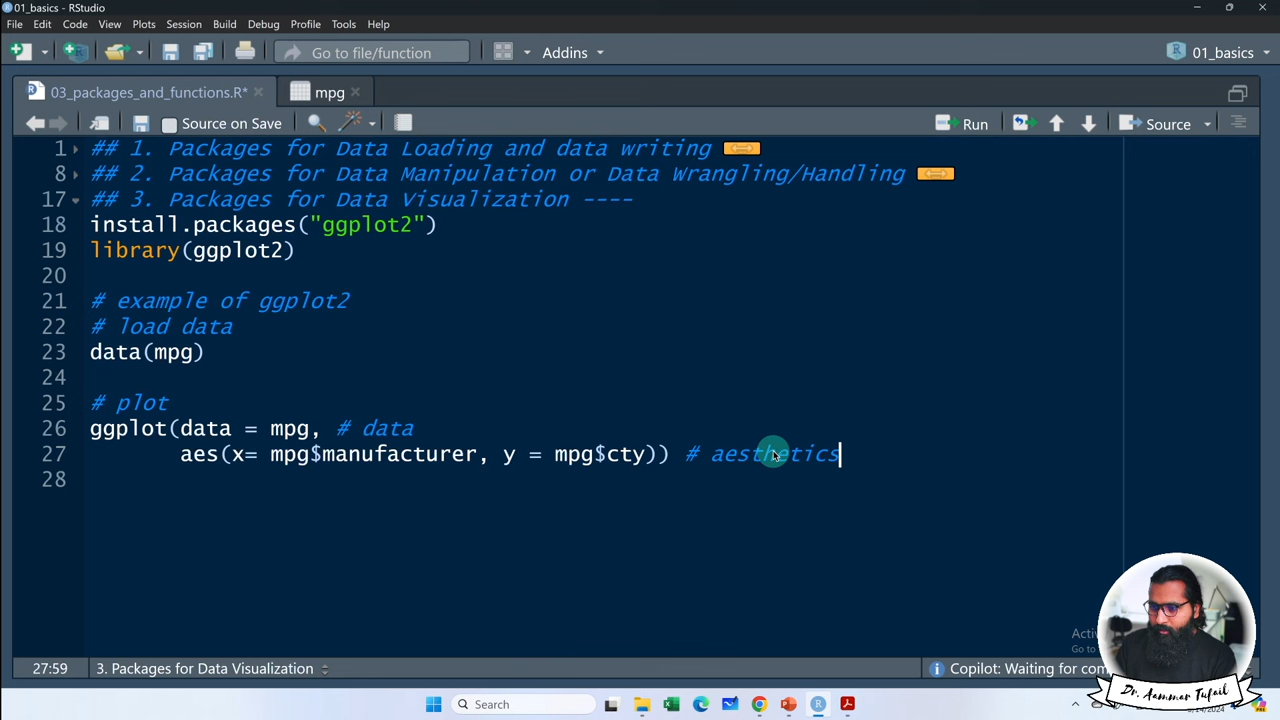 01_basics - RStudio
File Edit Code View Plots Session Build Debug Profile Tools Help
Go to file/function Addins 01_basics
03_packages_and_functions.R* mpg
Source on Save Run Source
1 ## 1. Packages for Data Loading and data writing
8 ## 2. Packages for Data Manipulation or Data Wrangling/Handling
17 ## 3. Packages for Data Visualization ----
18 install.packages("ggplot2")
19 library(ggplot2)
20
21 # example of ggplot2
22 # load data
23 data(mpg)
24
25 # plot
26 ggplot(data = mpg, # data
27 aes(x= mpg$manufacturer, y = mpg$cty)) # aesthetics
28
27:59 3. Packages for Data Visualization Copilot: Waiting for
Dr. Aammar Tufail
Search